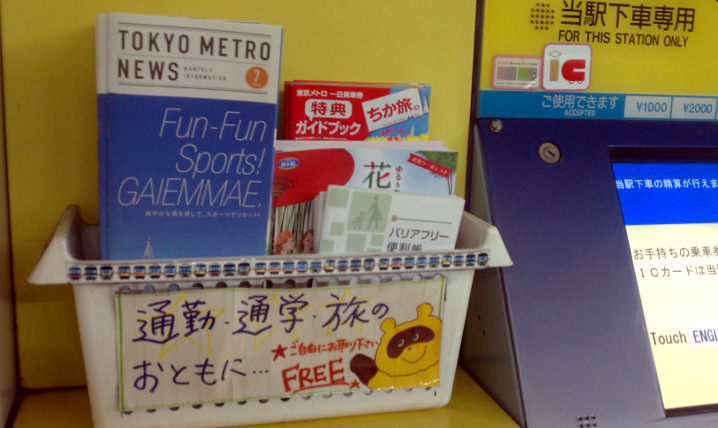 TOKYO METRO
NEWS
MONTHLY
INFORMATION
7
Fun-Fun
Sports!
GAIEMMAE.
東京メトロ 一日乗車券
特典
ガイドブック
ちか旅。
花
バリアフリー
便利帳
通勤・通学・旅の
おともに…
★ご自由にお取り下さい
FREE★
当駅下車専用
FOR THIS STATION ONLY
IC
ご使用できます
ACCEPTED
¥1000
¥2000
当駅下車の精算が行えま
お手持ちの乗車券
ICカードは当
Touch ENGL